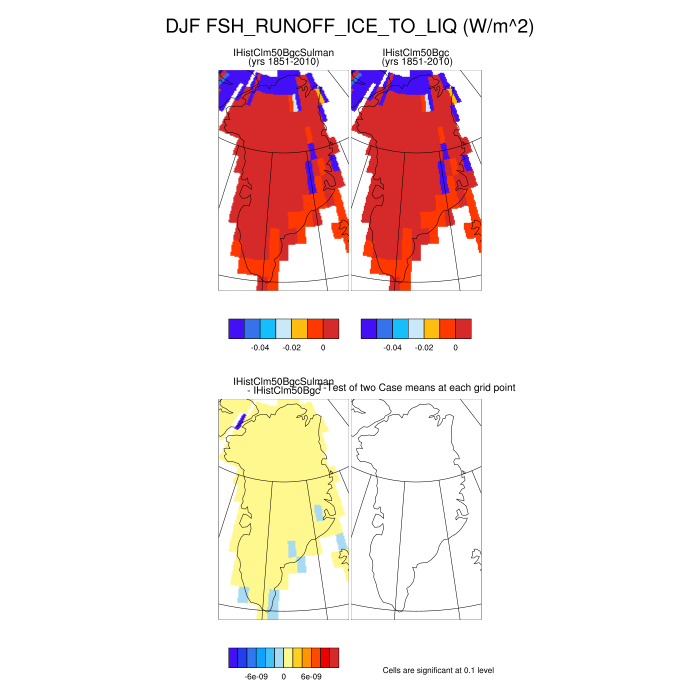 DJF FSH_RUNOFF_ICE_TO_LIQ (W/m^2)
IHistClm50BgcSulman
(yrs 1851-2010)
IHistClm50Bgc
(yrs 1851-2010)
-0.04 -0.02 0
-0.04 -0.02 0
IHistClm50BgcSulman
- IHistClm50Bgc
T-Test of two Case means at each grid point
-6e-09 0 6e-09
Cells are significant at 0.1 level